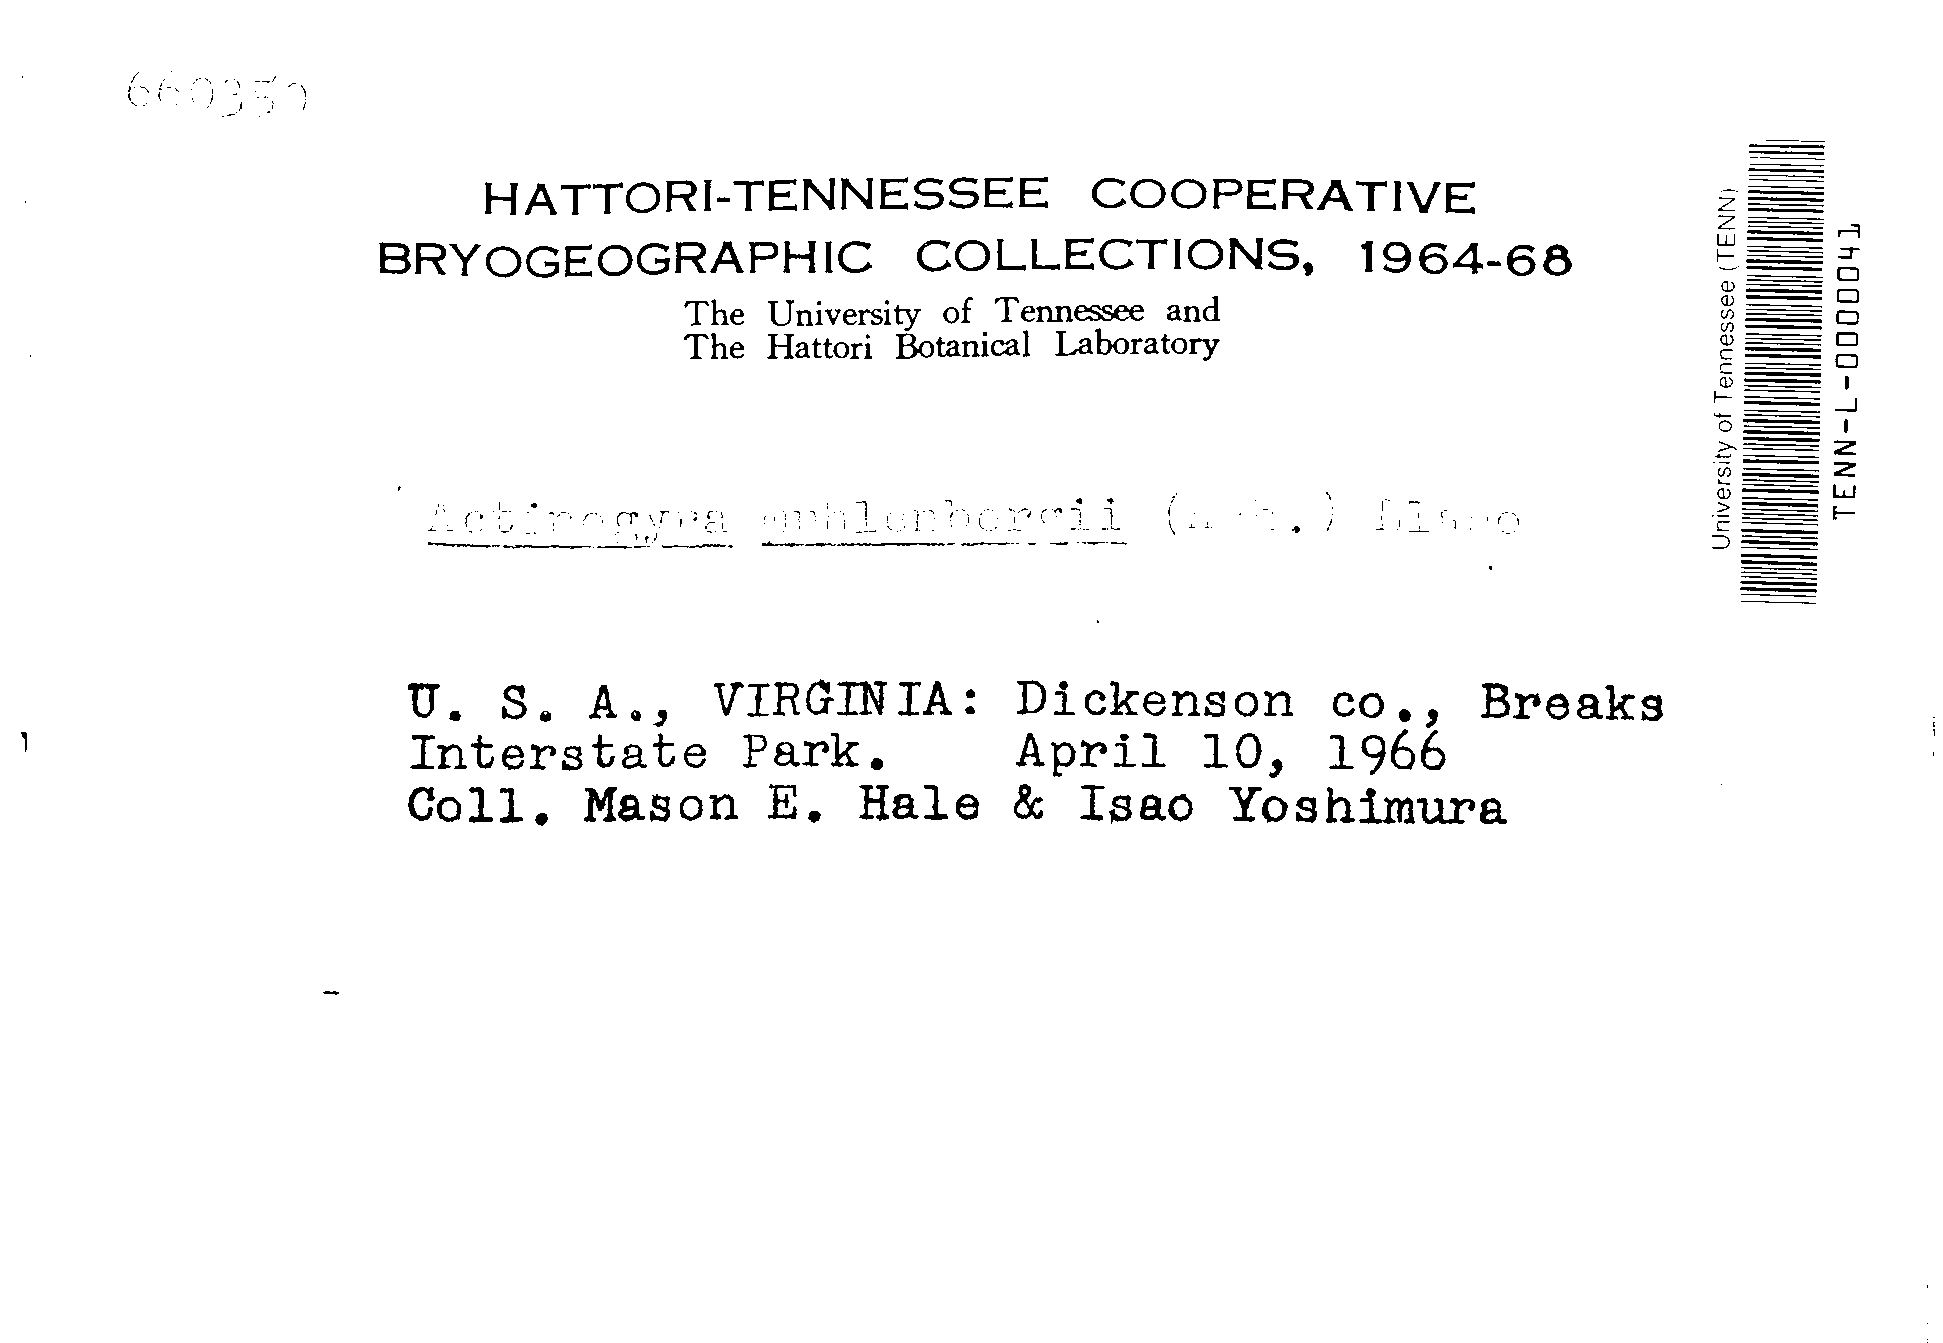 660350
HATTORI-TENNESSEE COOPERATIVE
BRYOGEOGRAPHIC COLLECTIONS, 1964-68
The University of Tennessee and
The Hattori Botanical Laboratory
Actinogyra muhlenbergii
U. S. A., VIRGINIA: Dickenson co., Breaks
Interstate Park. April 10, 1966
Coll. Mason E. Hale & Isao Yoshimura
University of Tennessee (TENN)
TENN-L-0000041